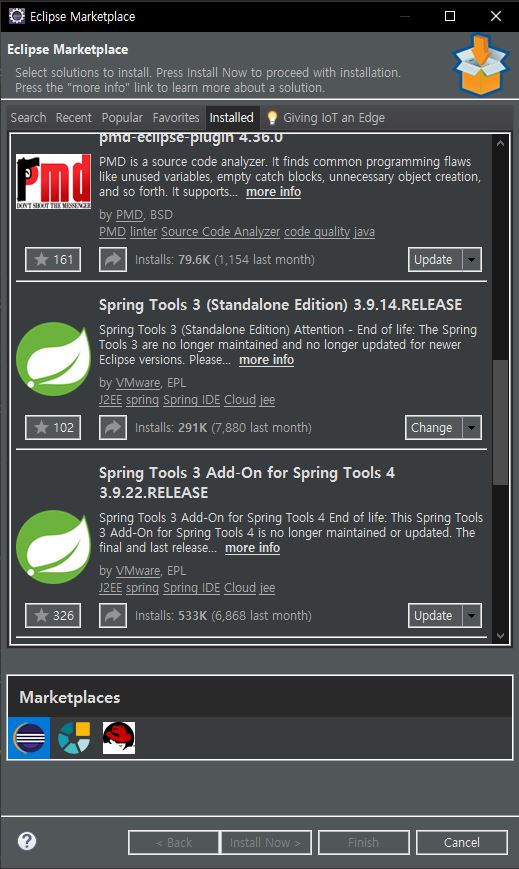 Eclipse Marketplace
Eclipse Marketplace
Select solutions to install. Press Install Now to proceed with installation.
Press the "more info" link to learn more about a solution.
Search Recent Popular Favorites Installed Giving IoT an Edge
pmd-eclipse-plugin 4.36.0
PMD is a source code analyzer. It finds common programming flaws
like unused variables, empty catch blocks, unnecessary object creation,
and so forth. It supports... more info
by PMD, BSD
PMD linter Source Code Analyzer code quality java
pmd
DON'T SHOOT THE MESSENGER
161 Installs: 79.6K (1,154 last month) Update
Spring Tools 3 (Standalone Edition) 3.9.14.RELEASE
Spring Tools 3 (Standalone Edition) Attention - End of life: The Spring
Tools 3 are no longer maintained and no longer updated for newer
Eclipse versions. Please... more info
by VMware, EPL
J2EE spring Spring IDE Cloud jee
102 Installs: 291K (7,880 last month) Change
Spring Tools 3 Add-On for Spring Tools 4
3.9.22.RELEASE
Spring Tools 3 Add-On for Spring Tools 4 End of life: This Spring Tools
3 Add-On for Spring Tools 4 is no longer maintained or updated. The
final and last release... more info
by VMware, EPL
J2EE spring Spring IDE Cloud jee
326 Installs: 533K (6,868 last month) Update
Marketplaces
? < Back Install Now > Finish Cancel